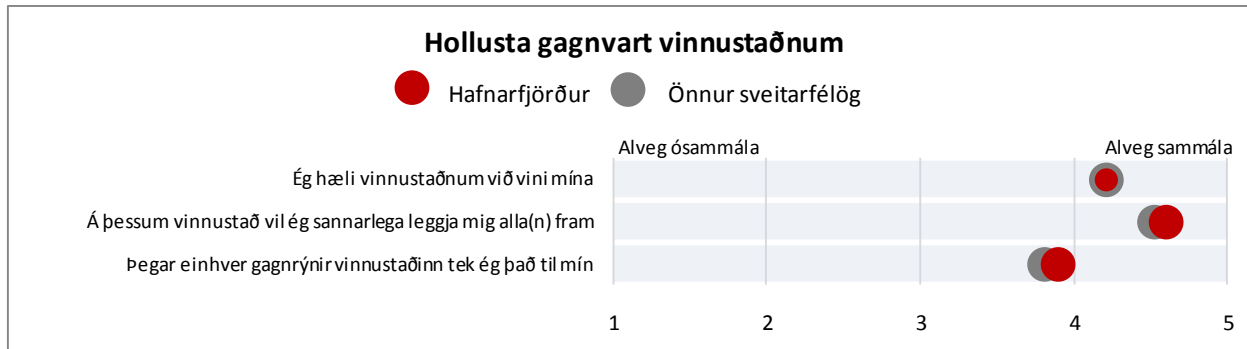 Hollusta gagnvart vinnustaðnum
Hafnarfjörður Önnur sveitarfélög
Alveg ósammála Alveg sammála
Ég hæli vinnustaðnum við vini mína
Á þessum vinnustað vil ég sannarlega leggja mig alla(n) fram
Þegar einhver gagnrýnir vinnustaðinn tek ég það til mín
1 2 3 4 5